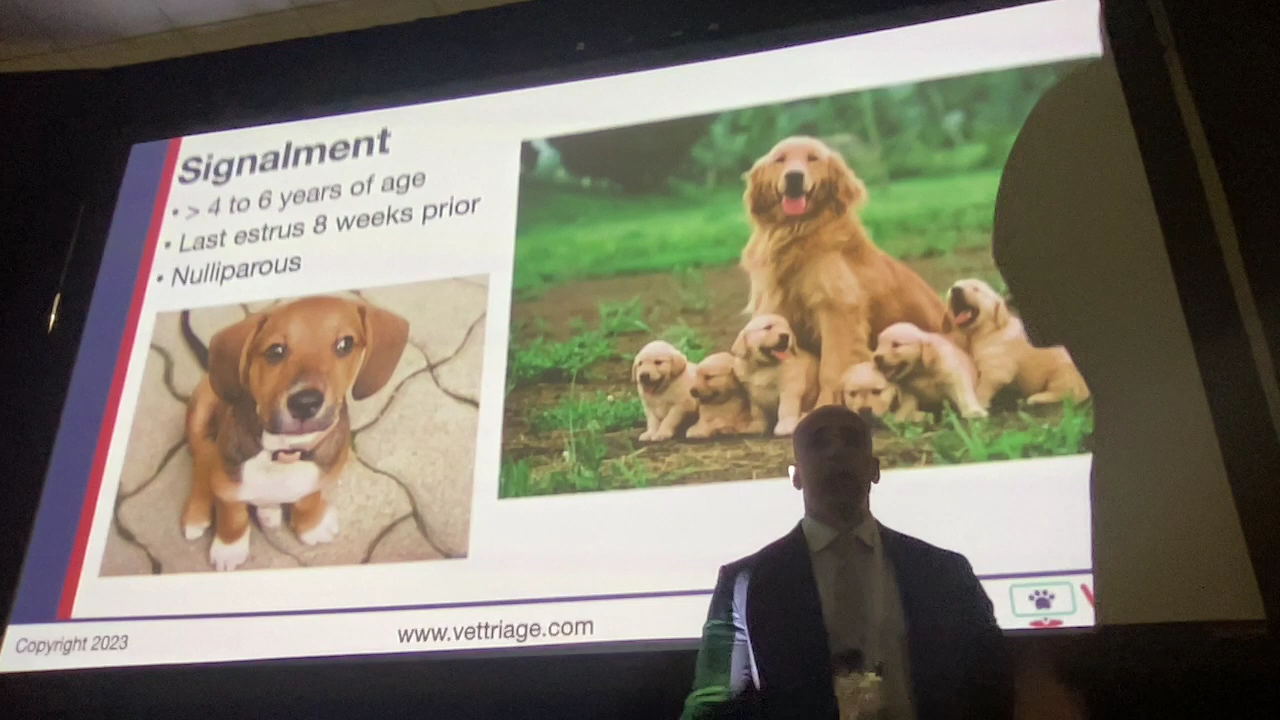 Signalment
• > 4 to 6 years of age
• Last estrus 8 weeks prior
• Nulliparous
Copyright 2023
www.vettriage.com